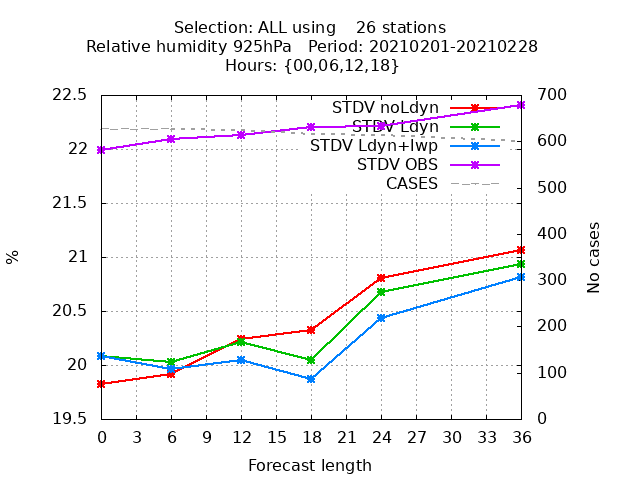 Selection: ALL using    26 stations
Relative humidity 925hPa   Period: 20210201-20210228
Hours: {00,06,12,18}
22.5
22
21.5
21
20.5
20
19.5
%
STDV noLdyn
STDV Ldyn
STDV Ldyn+lwp
STDV OBS
CASES
700
600
500
400
300
200
100
0
No cases
0 3 6 9 12 15 18 21 24 27 30 33 36
Forecast length